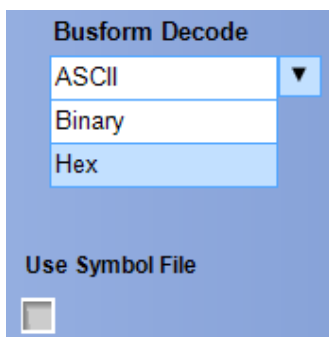 Busform Decode
ASCII
Binary
Hex
Use Symbol File